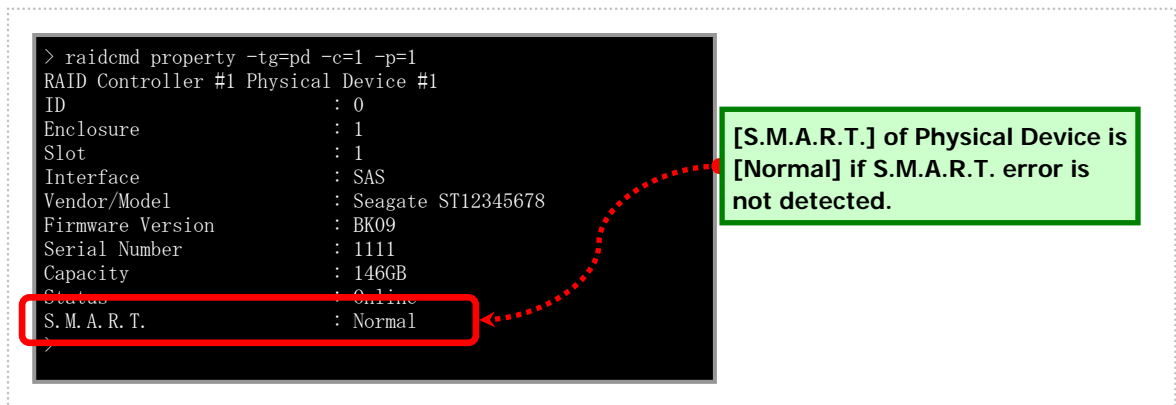 > raidcmd property -tg=pd -c=1 -p=1
RAID Controller #1 Physical Device #1
ID : 0
Enclosure : 1
Slot : 1
Interface : SAS
Vendor/Model : Seagate ST12345678
Firmware Version : BK09
Serial Number : 1111
Capacity : 146GB
Status : Online
S.M.A.R.T. : Normal
>
[S.M.A.R.T.] of Physical Device is
[Normal] if S.M.A.R.T. error is
not detected.